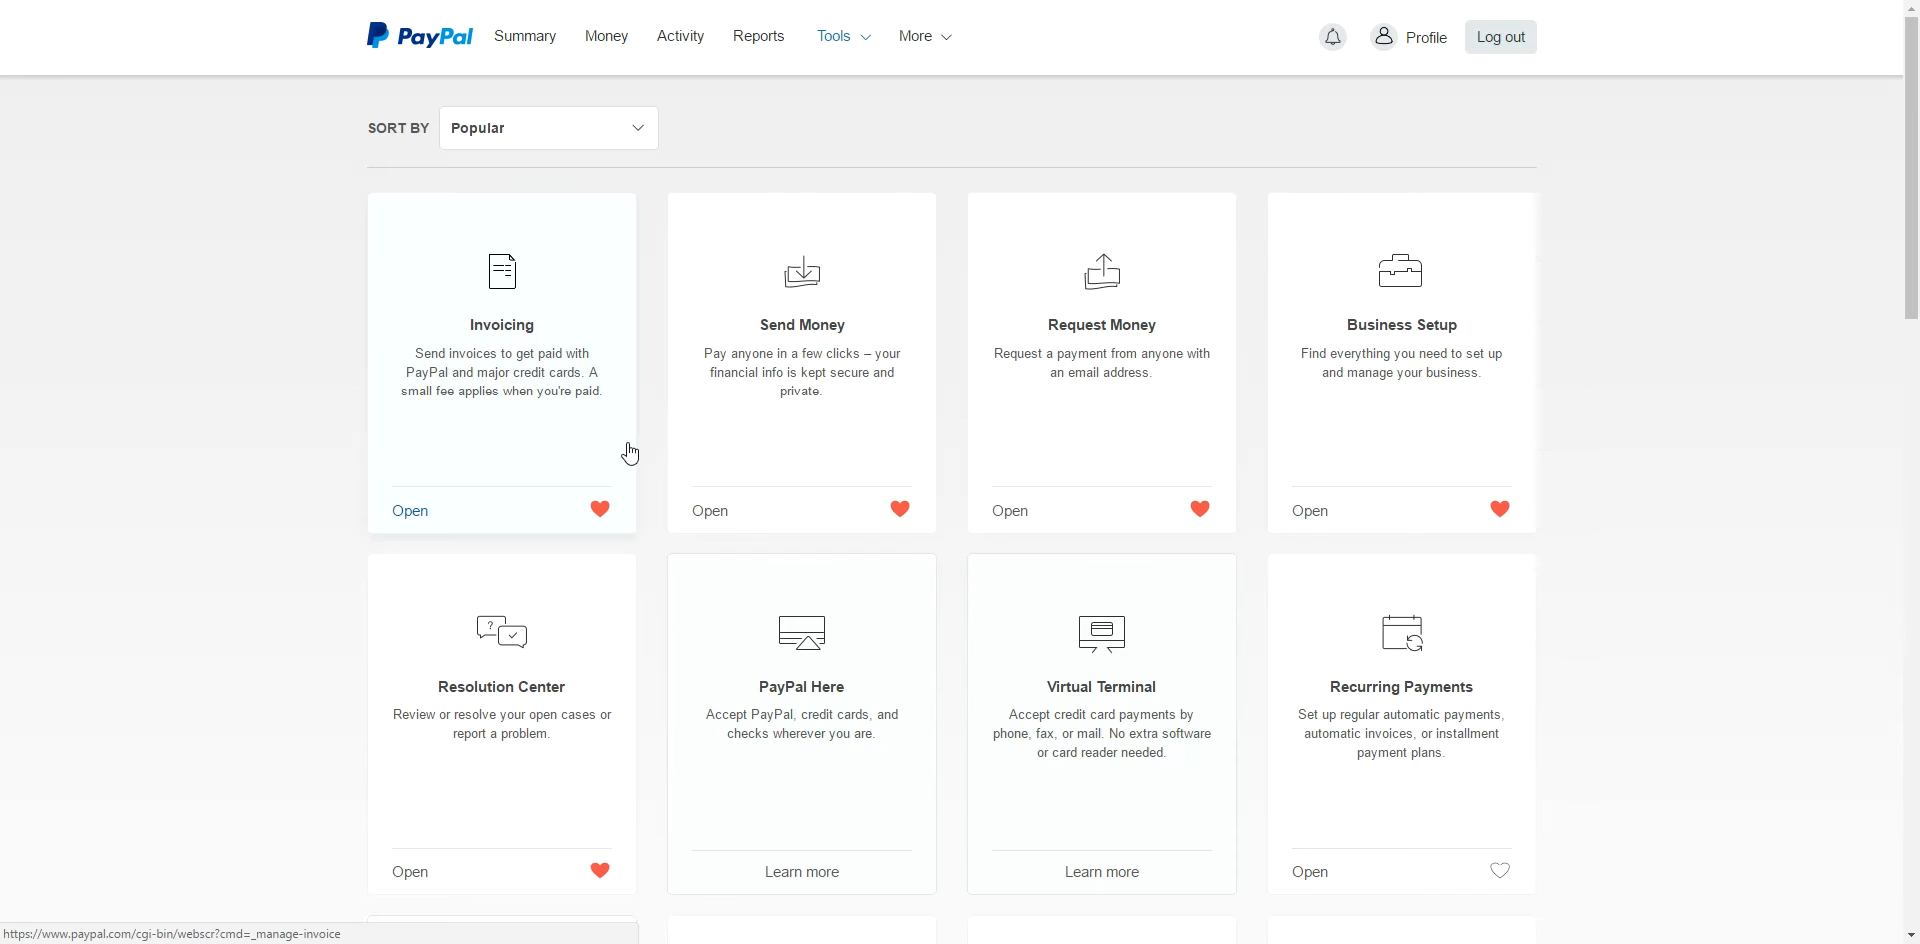 PayPal Summary Money Activity Reports Tools More Profile Log out
SORT BY Popular
Invoicing
Send invoices to get paid with
PayPal and major credit cards. A
small fee applies when you're paid.
Open
Send Money
Pay anyone in a few clicks – your
financial info is kept secure and
private.
Open
Request Money
Request a payment from anyone with
an email address.
Open
Business Setup
Find everything you need to set up
and manage your business.
Open
Resolution Center
Review or resolve your open cases or
report a problem.
Open
PayPal Here
Accept PayPal, credit cards, and
checks wherever you are.
Learn more
Virtual Terminal
Accept credit card payments by
phone, fax, or mail. No extra software
or card reader needed.
Learn more
Recurring Payments
Set up regular automatic payments,
automatic invoices, or installment
payment plans.
Open
https://www.paypal.com/cgi-bin/webscr?cmd=_manage-invoice